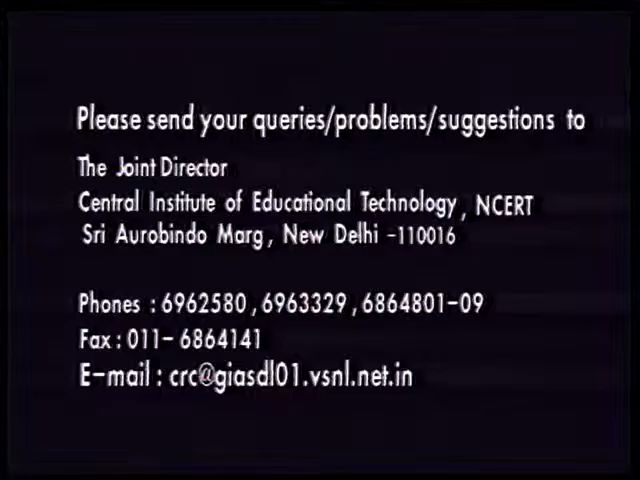 Please send your queries/problems/suggestions to
The Joint Director
Central Institute of Educational Technology, NCERT
Sri Aurobindo Marg, New Delhi -110016
Phones : 6962580, 6963329, 6864801-09
Fax : 011- 6864141
E-mail : crc@giasdl01.vsnl.net.in